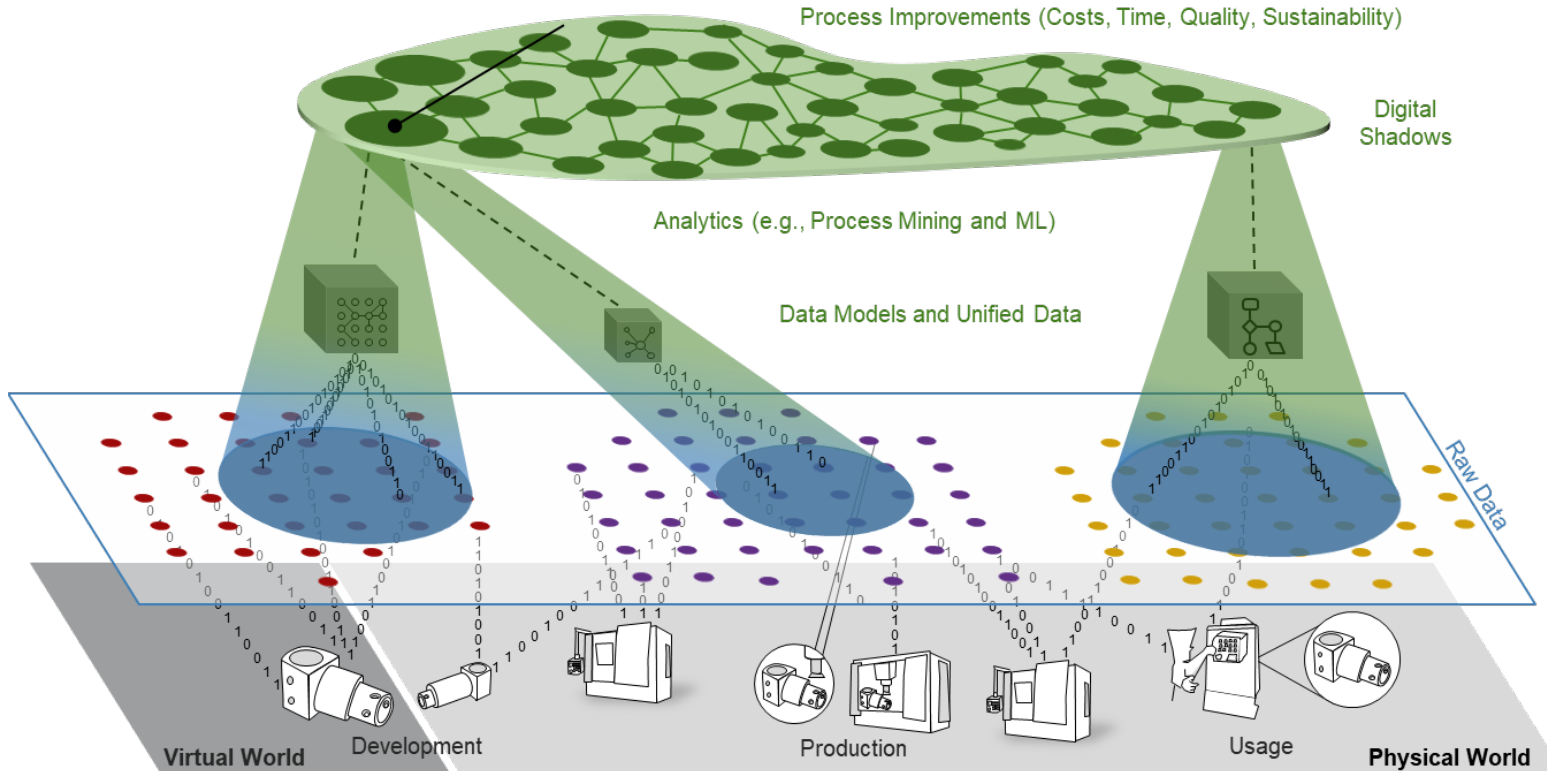 Process Improvements (Costs, Time, Quality, Sustainability)
Digital
Shadows
Analytics (e.g., Process Mining and ML)
Data Models and Unified Data
Raw Data
Development
Production
Usage
Virtual World
Physical World